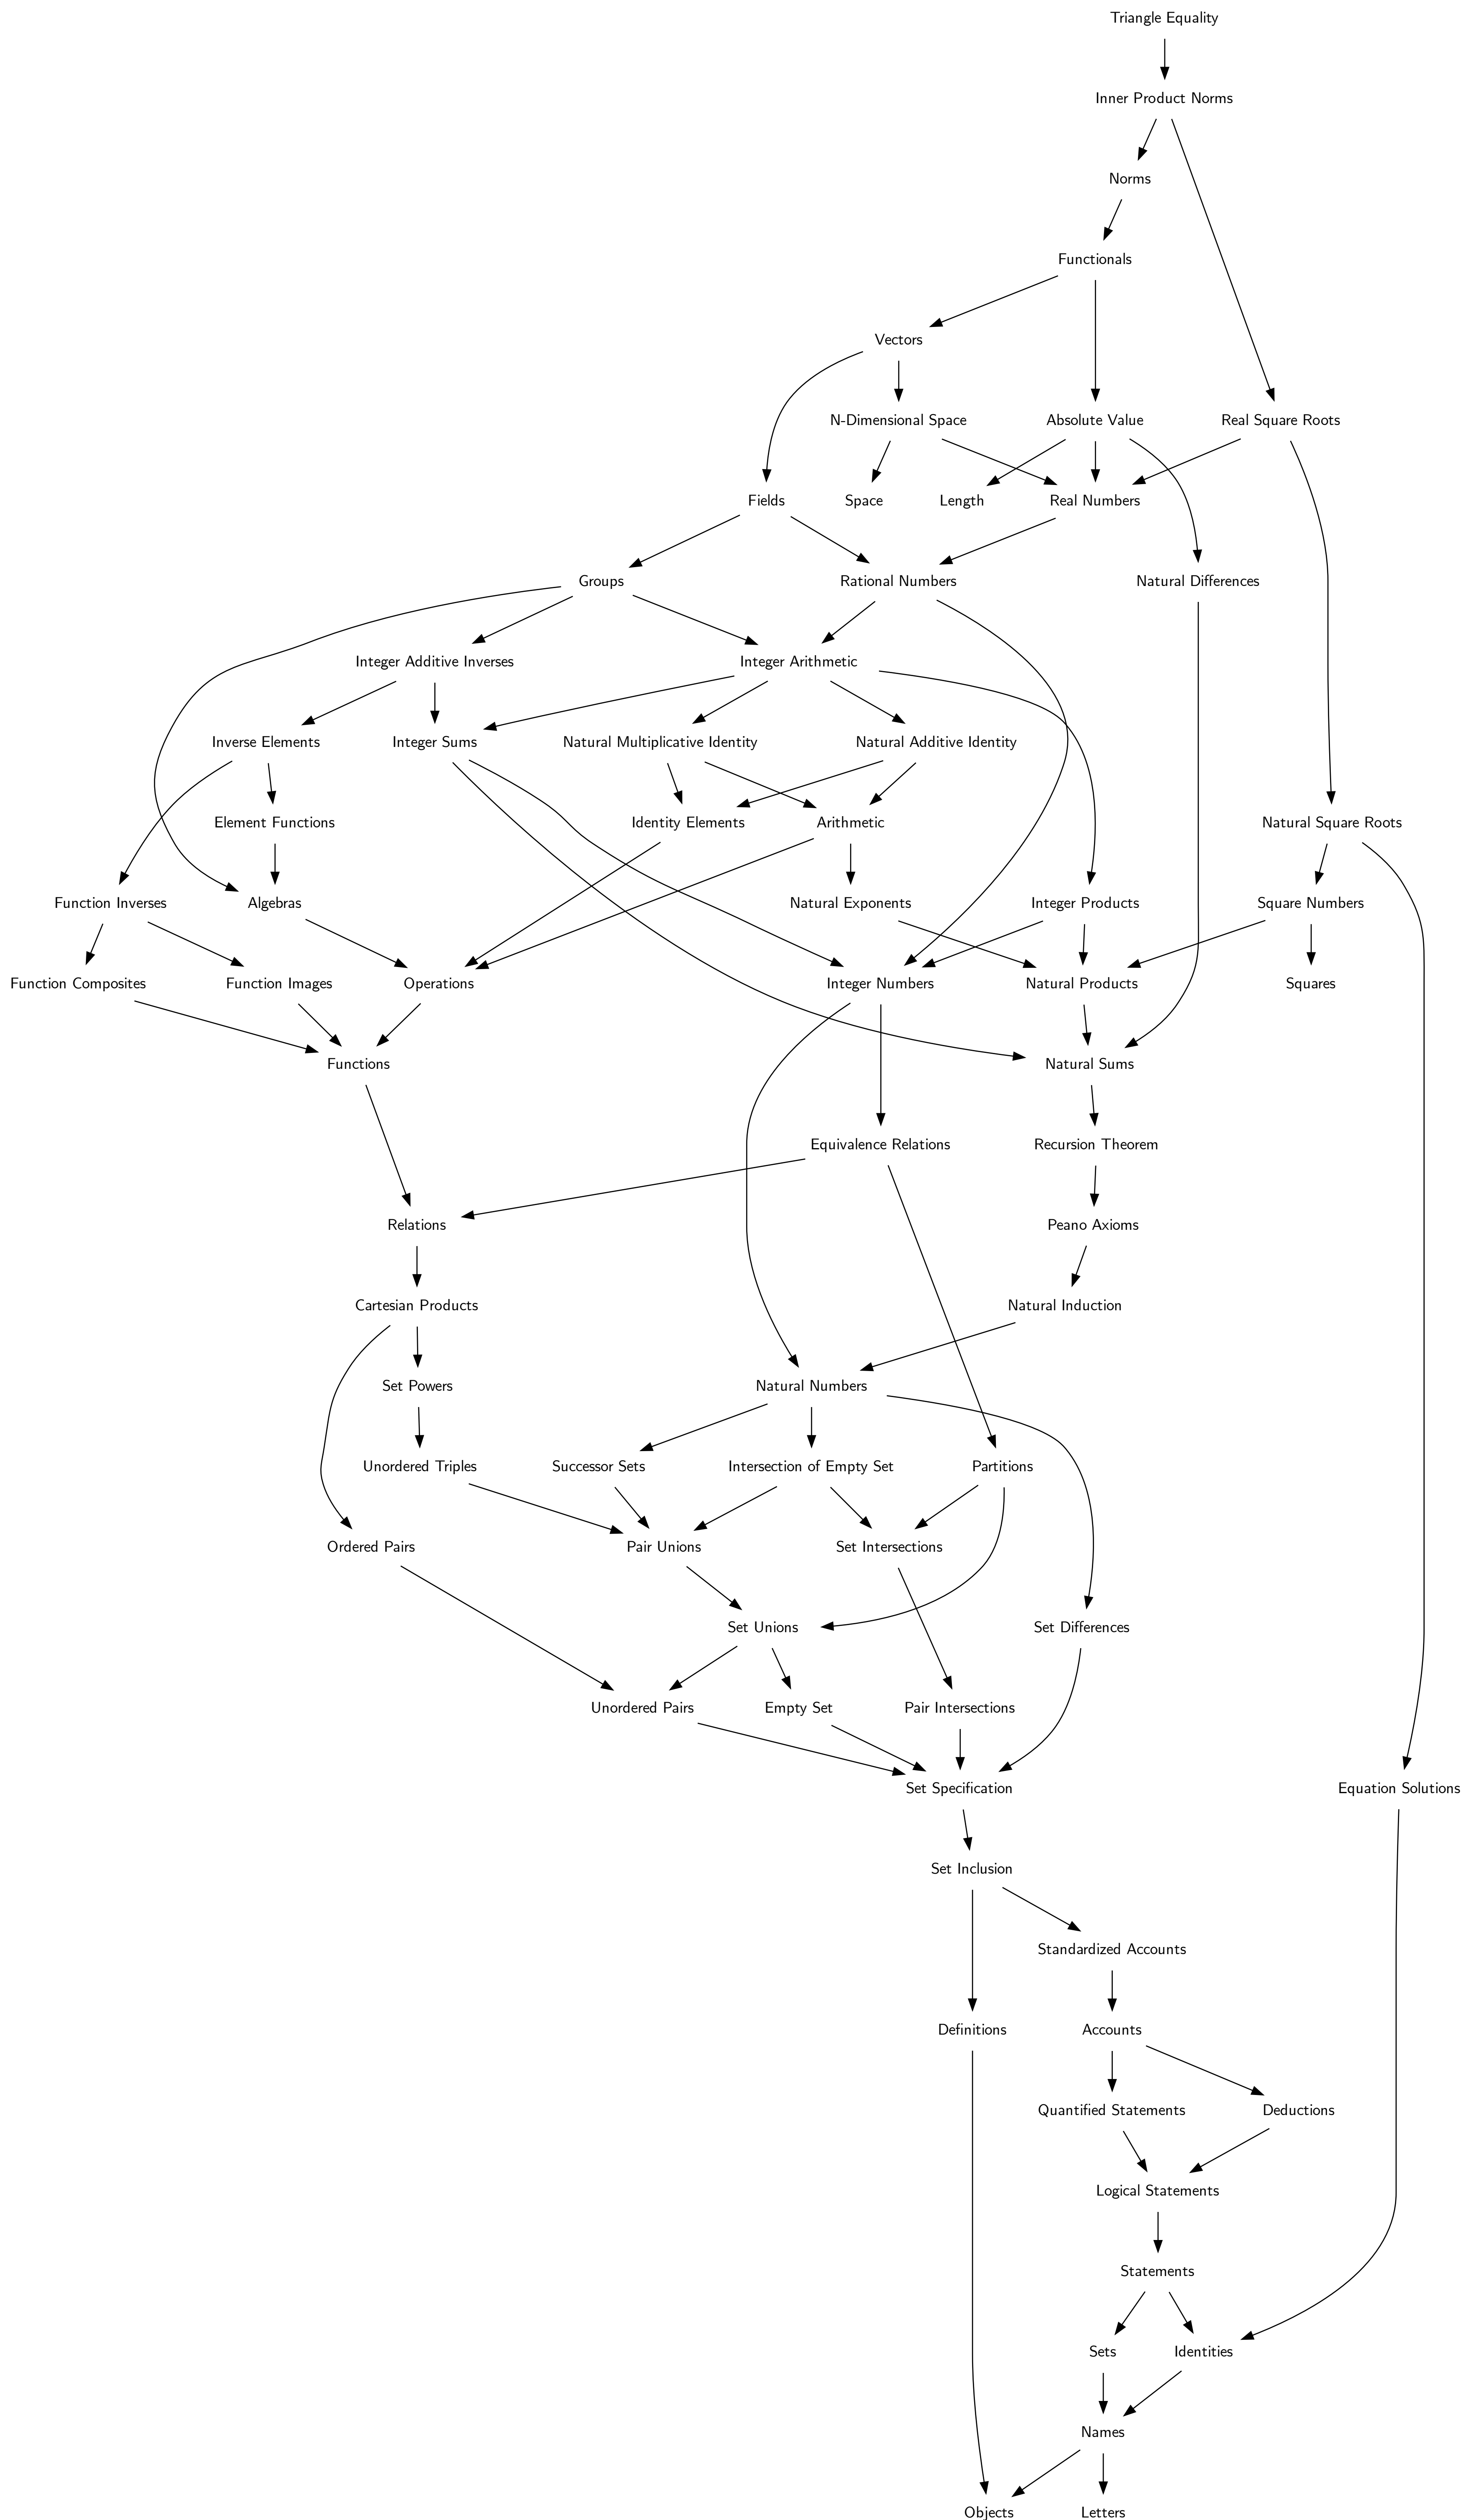 Triangle Equality
Inner Product Norms
Norms
Functionals
Vectors
N-Dimensional Space
Absolute Value
Real Square Roots
Fields
Space
Length
Real Numbers
Groups
Rational Numbers
Natural Differences
Integer Additive Inverses
Integer Arithmetic
Inverse Elements
Integer Sums
Natural Multiplicative Identity
Natural Additive Identity
Element Functions
Identity Elements
Arithmetic
Natural Square Roots
Function Inverses
Algebras
Natural Exponents
Integer Products
Square Numbers
Function Composites
Function Images
Operations
Integer Numbers
Natural Products
Squares
Functions
Natural Sums
Equivalence Relations
Recursion Theorem
Relations
Peano Axioms
Cartesian Products
Natural Induction
Set Powers
Natural Numbers
Unordered Triples
Successor Sets
Intersection of Empty Set
Partitions
Ordered Pairs
Pair Unions
Set Intersections
Set Unions
Set Differences
Unordered Pairs
Empty Set
Pair Intersections
Set Specification
Equation Solutions
Set Inclusion
Standardized Accounts
Definitions
Accounts
Quantified Statements
Deductions
Logical Statements
Statements
Sets
Identities
Names
Objects
Letters